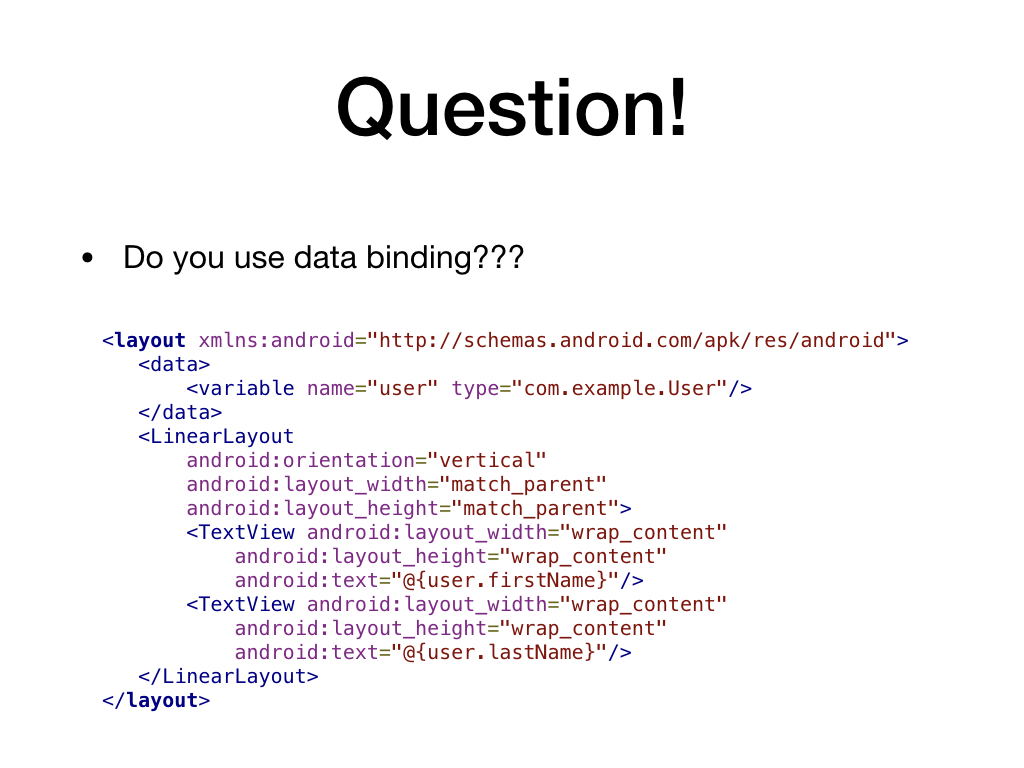 Question!
• Do you use data binding???
<layout xmlns:android="http://schemas.android.com/apk/res/android">
   <data>
       <variable name="user" type="com.example.User"/>
   </data>
   <LinearLayout
       android:orientation="vertical"
       android:layout_width="match_parent"
       android:layout_height="match_parent">
       <TextView android:layout_width="wrap_content"
           android:layout_height="wrap_content"
           android:text="@{user.firstName}"/>
       <TextView android:layout_width="wrap_content"
           android:layout_height="wrap_content"
           android:text="@{user.lastName}"/>
   </LinearLayout>
</layout>